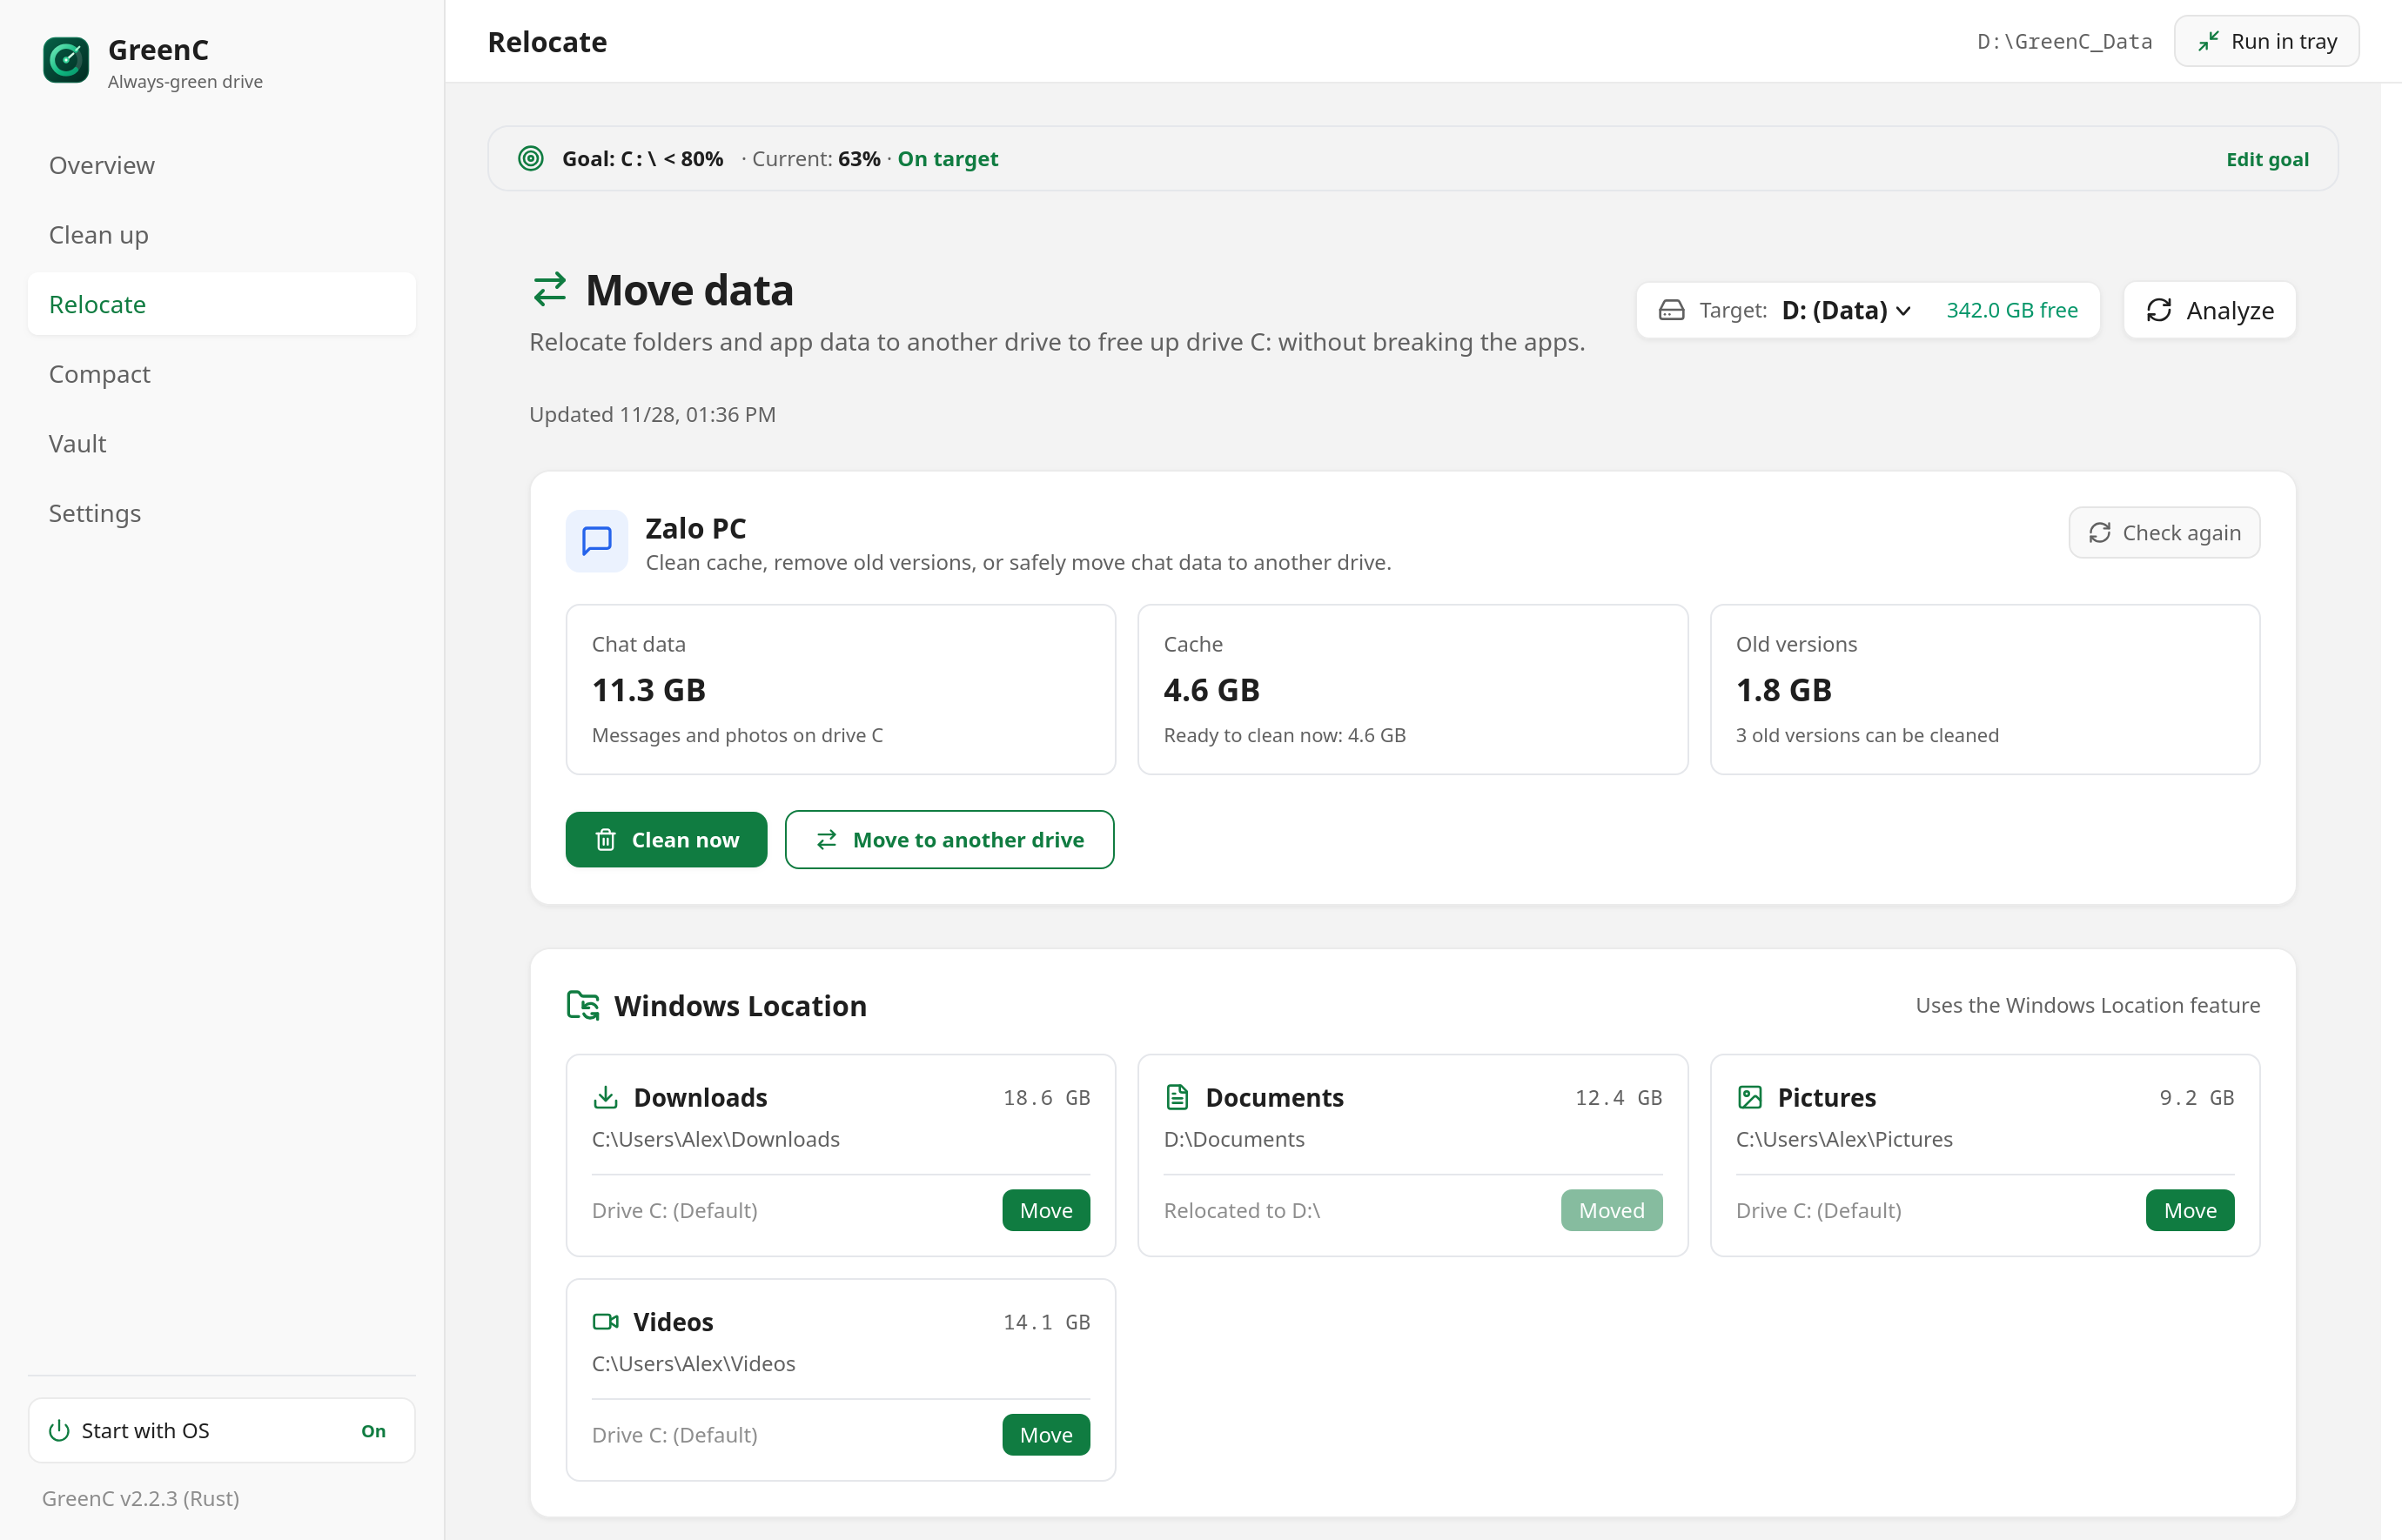 GreenC
Always-green drive
Overview
Clean up
Relocate
Compact
Vault
Settings
Start with OS
On
GreenC v2.2.3 (Rust)
Relocate
D:\GreenC_Data
Run in tray
Goal: C:\ < 80% · Current: 63% · On target
Edit goal
Move data
Relocate folders and app data to another drive to free up drive C: without breaking the apps.
Target: D: (Data)
342.0 GB free
Analyze
Updated 11/28, 01:36 PM
Zalo PC
Clean cache, remove old versions, or safely move chat data to another drive.
Check again
Chat data
11.3 GB
Messages and photos on drive C
Cache
4.6 GB
Ready to clean now: 4.6 GB
Old versions
1.8 GB
3 old versions can be cleaned
Clean now
Move to another drive
Windows Location
Uses the Windows Location feature
Downloads
18.6 GB
C:\Users\Alex\Downloads
Drive C: (Default)
Move
Documents
12.4 GB
D:\Documents
Relocated to D:\
Moved
Pictures
9.2 GB
C:\Users\Alex\Pictures
Drive C: (Default)
Move
Videos
14.1 GB
C:\Users\Alex\Videos
Drive C: (Default)
Move